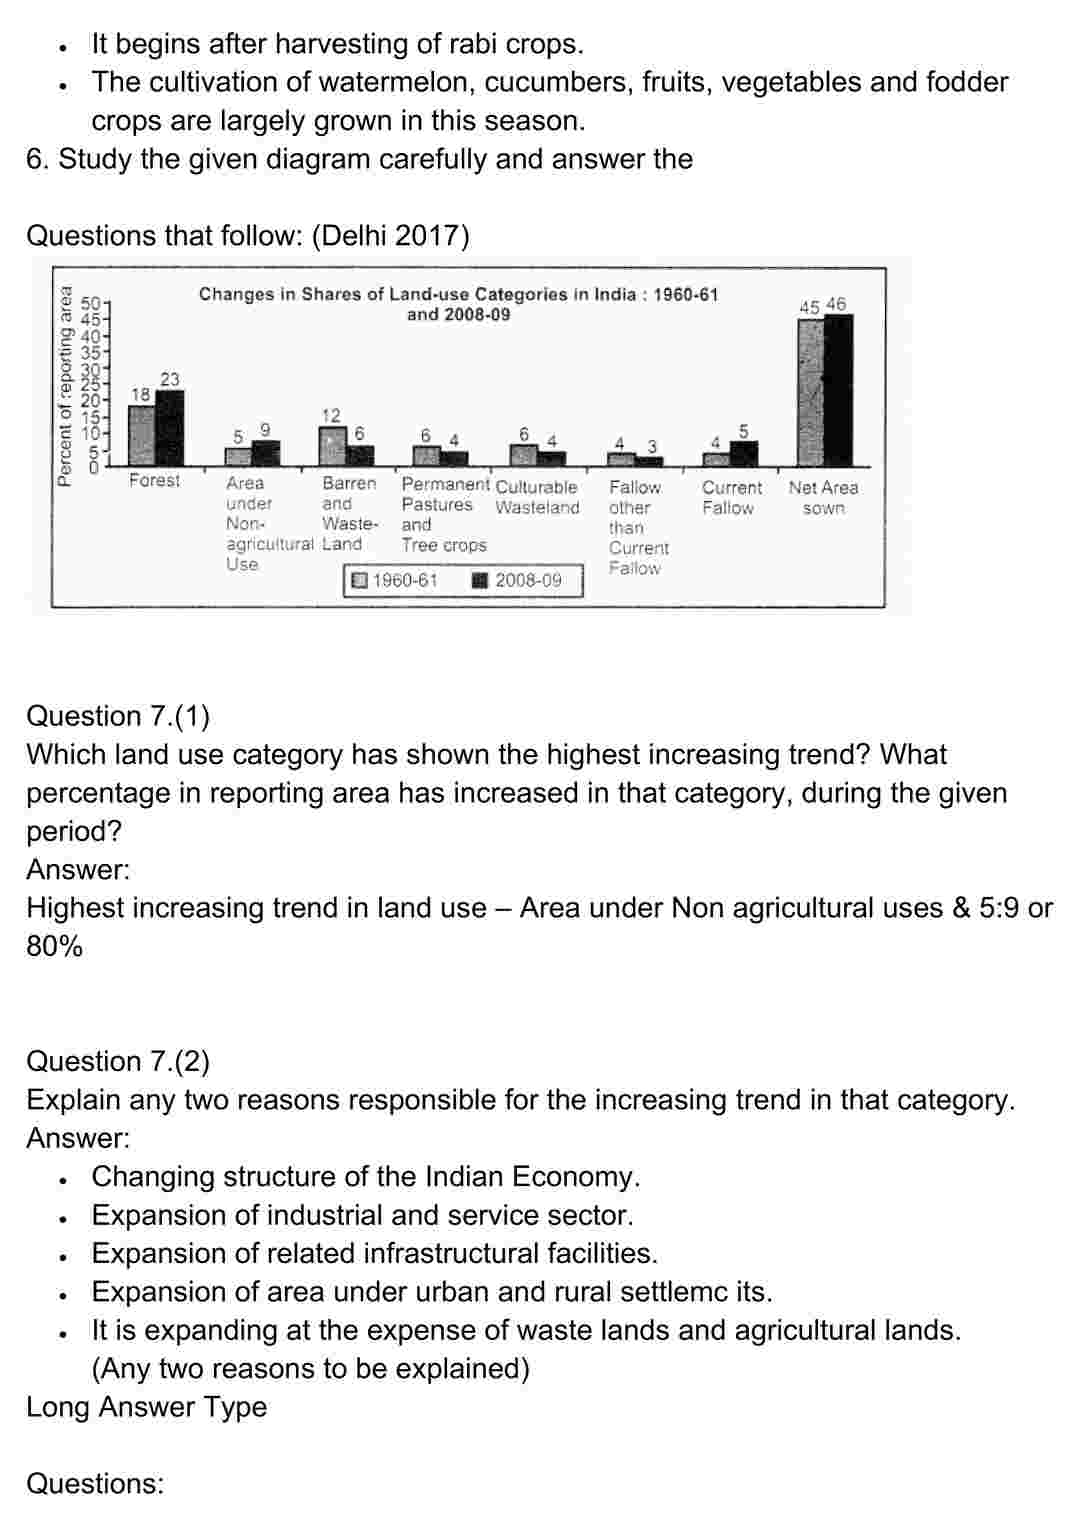 • It begins after harvesting of rabi crops.
• The cultivation of watermelon, cucumbers, fruits, vegetables and fodder
crops are largely grown in this season.
6. Study the given diagram carefully and answer the
Questions that follow: (Delhi 2017)
Changes in Shares of Land-use Categories in India : 1960-61
and 2008-09
Percent of reporting area
50
45
40
35
30
25
20
15
10
5
0
18 23
5 9
12 6
6 4
6 4
4 3
4 5
45 46
Forest
Area
under
Non-
agricultural
Use
Barren
and
Waste-
Land
Permanent
Pastures
and
Tree crops
Culturable
Wasteland
Fallow
other
than
Current
Fallow
Current
Fallow
Net Area
sown
1960-61 2008-09
Question 7.(1)
Which land use category has shown the highest increasing trend? What
percentage in reporting area has increased in that category, during the given
period?
Answer:
Highest increasing trend in land use – Area under Non agricultural uses & 5:9 or
80%
Question 7.(2)
Explain any two reasons responsible for the increasing trend in that category.
Answer:
• Changing structure of the Indian Economy.
• Expansion of industrial and service sector.
• Expansion of related infrastructural facilities.
• Expansion of area under urban and rural settlemc its.
• It is expanding at the expense of waste lands and agricultural lands.
(Any two reasons to be explained)
Long Answer Type
Questions: